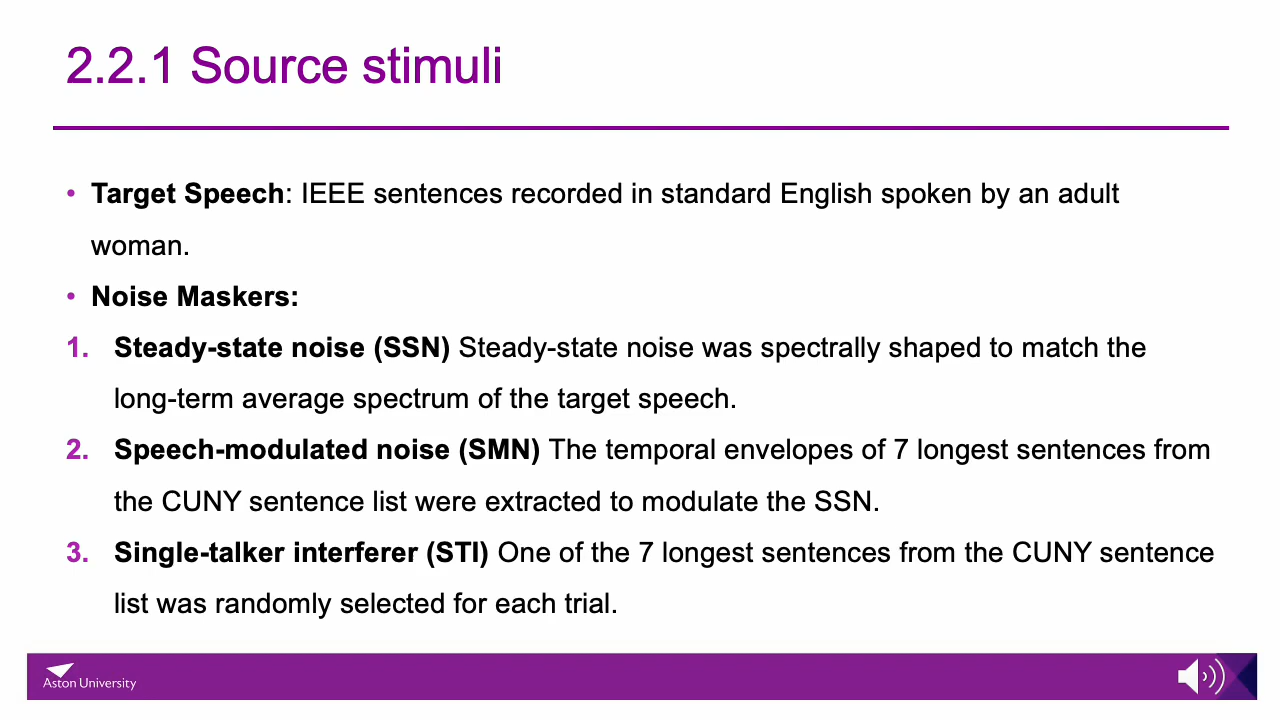 2.2.1 Source stimuli
• Target Speech: IEEE sentences recorded in standard English spoken by an adult
woman.
• Noise Maskers:
1. Steady-state noise (SSN) Steady-state noise was spectrally shaped to match the
long-term average spectrum of the target speech.
2. Speech-modulated noise (SMN) The temporal envelopes of 7 longest sentences from
the CUNY sentence list were extracted to modulate the SSN.
3. Single-talker interferer (STI) One of the 7 longest sentences from the CUNY sentence
list was randomly selected for each trial.
Aston University